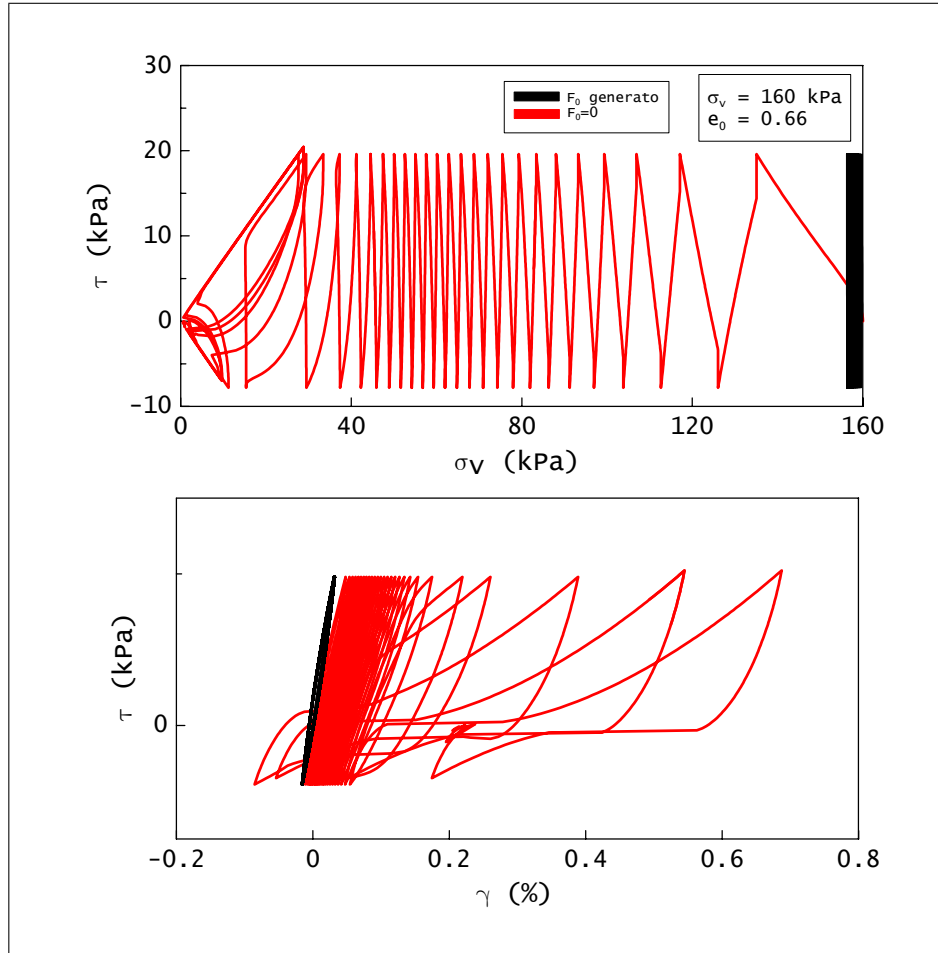 30
20
10
0
-10
τ (kPa)
F0 generato
F0=0
σv = 160 kPa
e0 = 0.66
0
40
80
120
160
σv (kPa)
0
τ (kPa)
-0.2
0
0.2
0.4
0.6
0.8
γ (%)